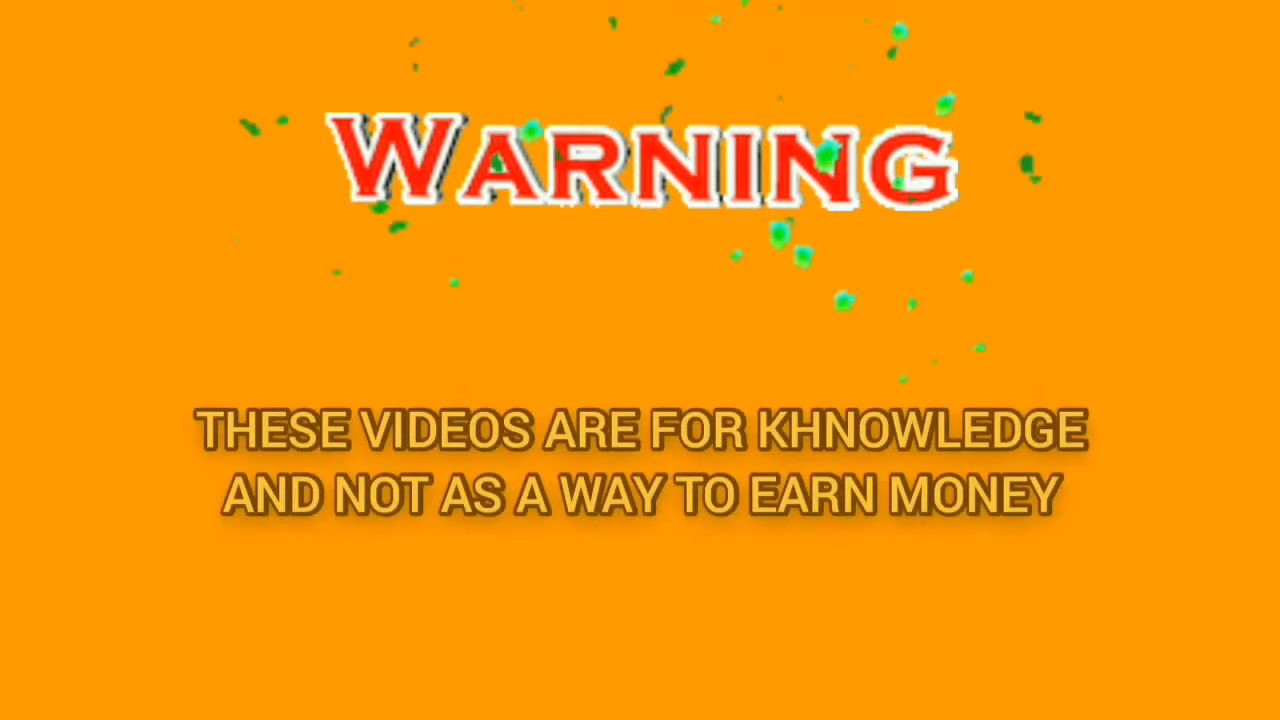 WARNING
THESE VIDEOS ARE FOR KHNOWLEDGE
AND NOT AS A WAY TO EARN MONEY